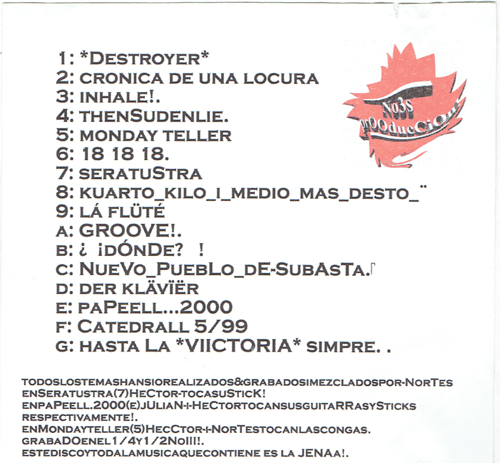 1: *DESTROYER*
2: CRONICA DE UNA LOCURA
3: INHALE!.
4: THENSUDENLIE.
5: MONDAY TELLER
6: 18 18 18.
7: SERATUSTRA
8: KUARTO_KILO_I_MEDIO_MAS_DESTO_¨
9: LÁ FLÜTÉ
A: GROOVE!.
B: ¿ ¡DÓNDE? !
C: NUEVO_PUEBLO_DE-SUBASTA.⌈
D: DER KLÄVÏËR
E: PAPEELL...2000
F: CATEDRALL 5/99
G: HASTA LA *VIICTORIA* SIMPRE. .
No3s
prOOducCiOns
TODOSLOSTEMASHANSIOREALIZADOS&GRABADOSIMEZCLADOSPOR-NORTES
ENSERATUSTRA(7)HECTOR-TOCASUSTICK!
ENPAPEELL.2000(E)JULIAN-I-HECTORTOCANSUSGUITARRASYSTICKS
RESPECTIVAMENTE!.
ENMONDAYTELLER(5)HECCTOR-I-NORTESTOCANLASCONGAS.
GRABADOENEL1/4Y1/2NOIII!.
ESTEDISCOYTODALAMUSICAQUECONTIENE ES LA JENAA!.